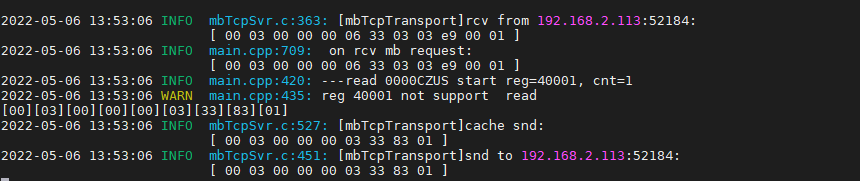 2022-05-06 13:53:06 INFO mbTcpSvr.c:363: [mbTcpTransport]rcv from 192.168.2.113:52184:
[ 00 03 00 00 00 06 33 03 03 e9 00 01 ]
2022-05-06 13:53:06 INFO main.cpp:709: on rcv mb request:
[ 00 03 00 00 00 06 33 03 03 e9 00 01 ]
2022-05-06 13:53:06 INFO main.cpp:420: ---read 0000CZUS start reg=40001, cnt=1
2022-05-06 13:53:06 WARN main.cpp:435: reg 40001 not support read
[00][03][00][00][00][03][33][83][01]
2022-05-06 13:53:06 INFO mbTcpSvr.c:527: [mbTcpTransport]cache snd:
[ 00 03 00 00 00 03 33 83 01 ]
2022-05-06 13:53:06 INFO mbTcpSvr.c:451: [mbTcpTransport]snd to 192.168.2.113:52184:
[ 00 03 00 00 00 03 33 83 01 ]